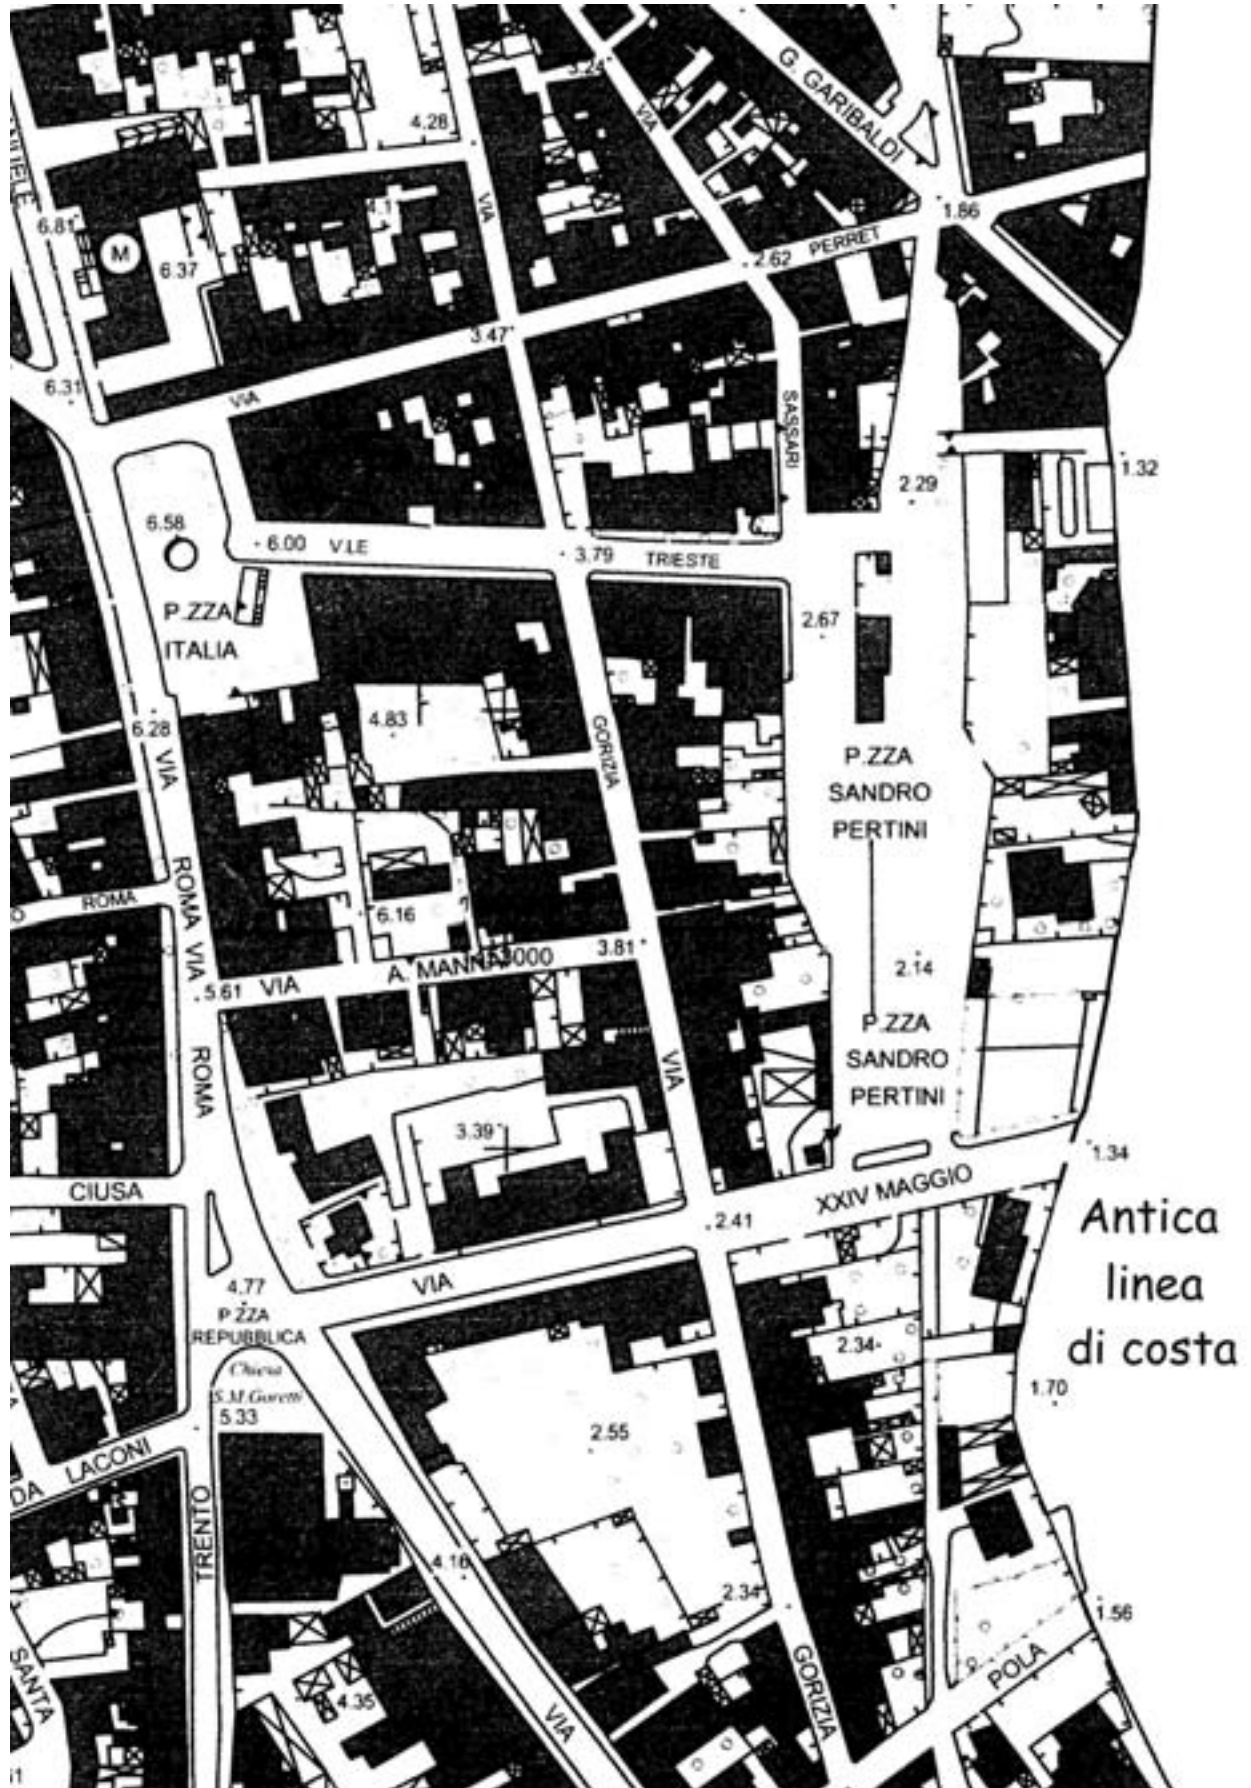 G. GARIBALDI
3.24
VIA
4.28
VIA
4.1
1.86
6.81
M
6.37
PERRET
2.62
3.47
6.31
VIA
SASSARI
1.32
2.29
6.58
6.00 V.LE
3.79
TRIESTE
P.ZZA
ITALIA
2.67
4.83
6.28
VIA
GORIZIA
P.ZZA
SANDRO
PERTINI
ROMA
ROMA
6.16
3.81
VIA
A. MANNA
5.61 VIA
2.14
P.ZZA
SANDRO
PERTINI
ROMA
VIA
3.39
1.34
CIUSA
XXIV MAGGIO
2.41
Antica
linea
di costa
4.77
VIA
P.ZZA
REPUBBLICA
Chiesa
S.M.Goretti
5.33
2.34
1.70
2.55
DA LACONI
TRENTO
4.16
2.34
1.56
SANTA
GORIZIA
POLA
4.35
VIA